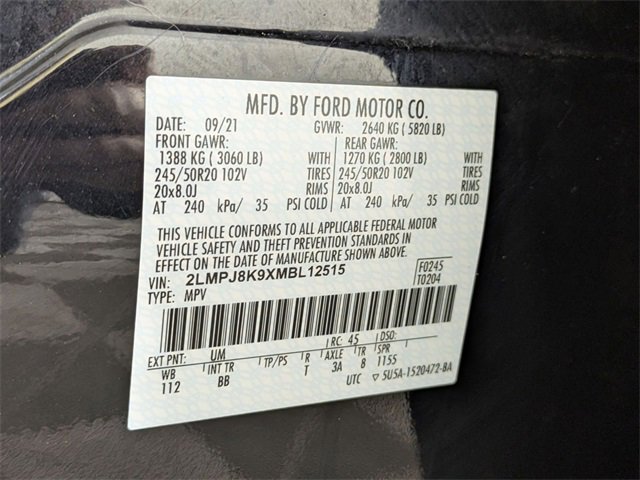 MFD. BY FORD MOTOR CO.
DATE: 09/21 GVWR: 2640 KG ( 5820 LB)
FRONT GAWR: REAR GAWR:
1388 KG ( 3060 LB) WITH 1270 KG ( 2800 LB) WITH
245/50R20 102V TIRES 245/50R20 102V TIRES
20x8.0J RIMS 20x8.0J RIMS
AT 240 kPa/ 35 PSI COLD AT 240 kPa/ 35 PSI COLD
THIS VEHICLE CONFORMS TO ALL APPLICABLE FEDERAL MOTOR
VEHICLE SAFETY AND THEFT PREVENTION STANDARDS IN
EFFECT ON THE DATE OF MANUFACTURE SHOWN ABOVE.
VIN: 2LMPJ8K9XMBL12515 F0245
TYPE: MPV T0204
EXT PNT: UM RC: 45 DSO:
WB INT TR TP/PS R AXLE TR SPR
112 BB T 3A 8 1155
UTC ▽ 5U5A-1520472-BA